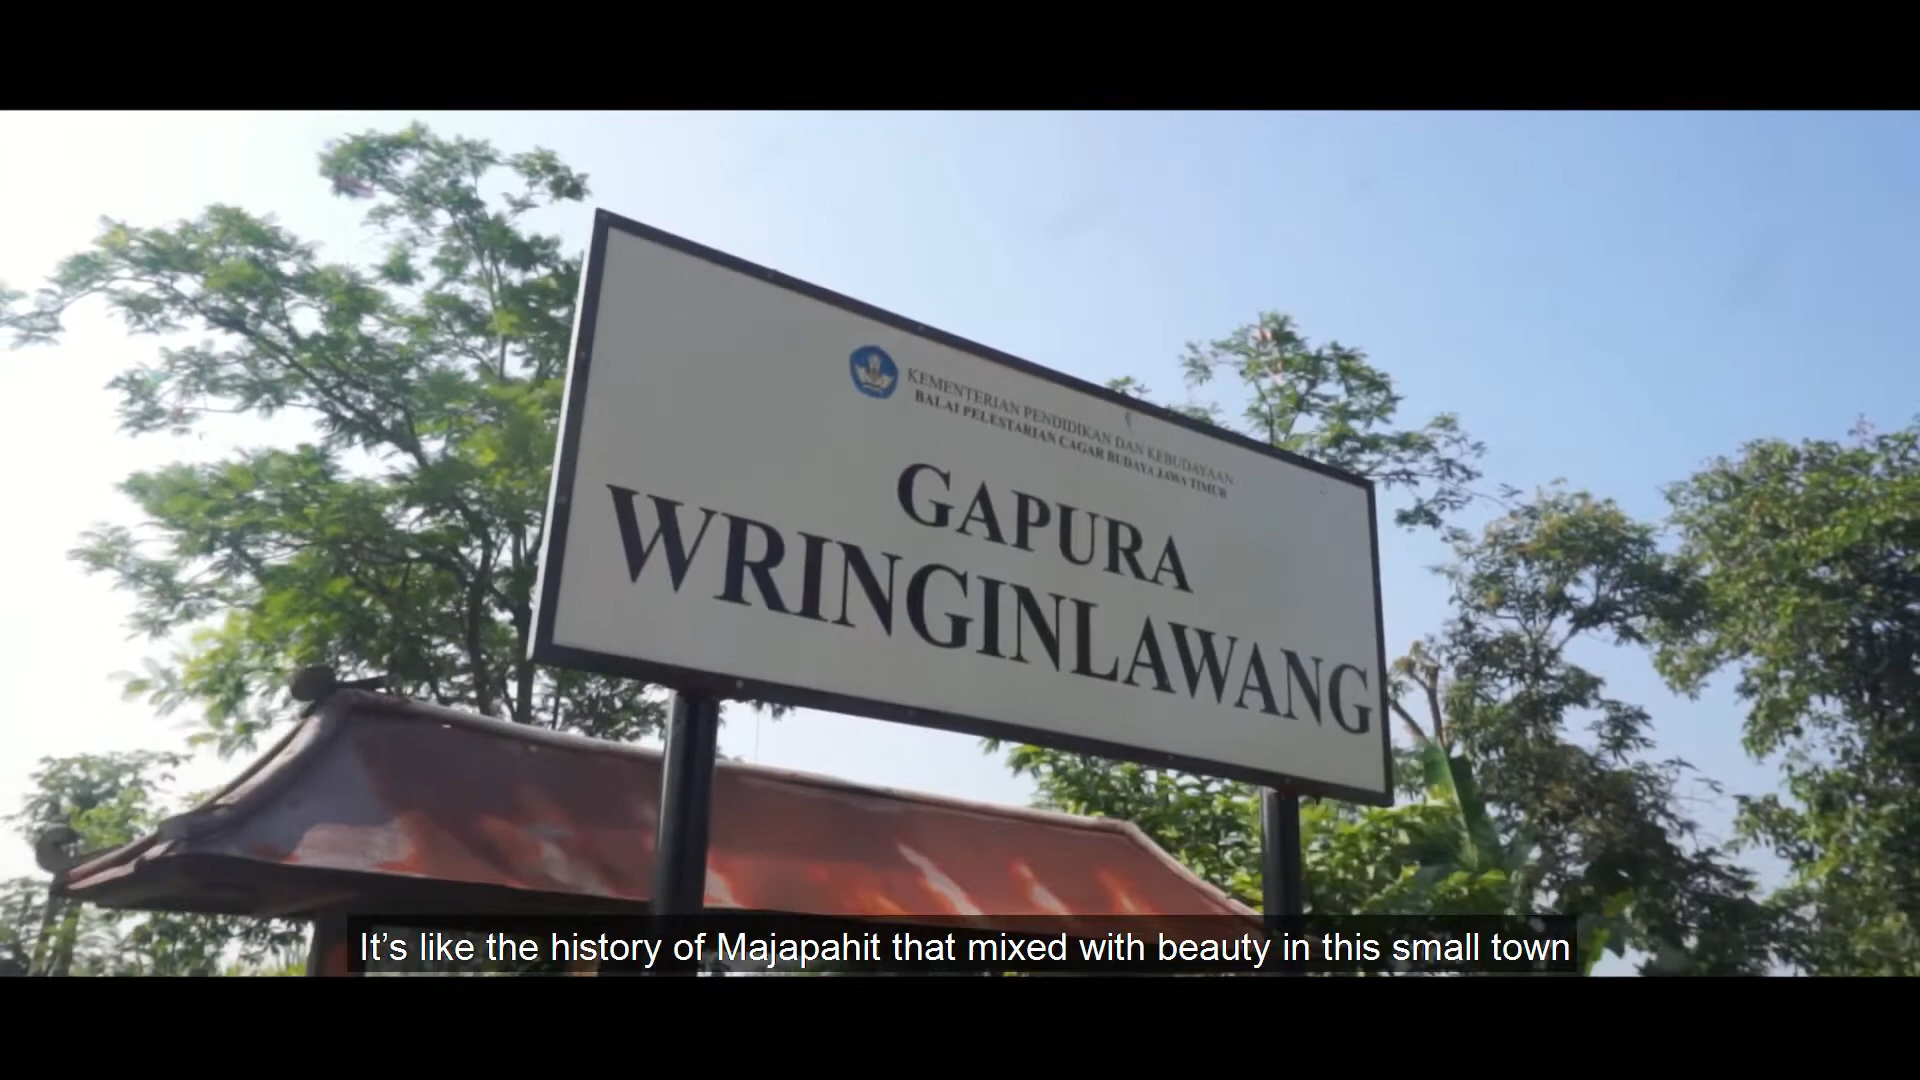 KEMENTERIAN PENDIDIKAN DAN KEBUDAYAAN
BALAI PELESTARIAN CAGAR BUDAYA JAWA TIMUR
GAPURA
WRINGINLAWANG
It’s like the history of Majapahit that mixed with beauty in this small town